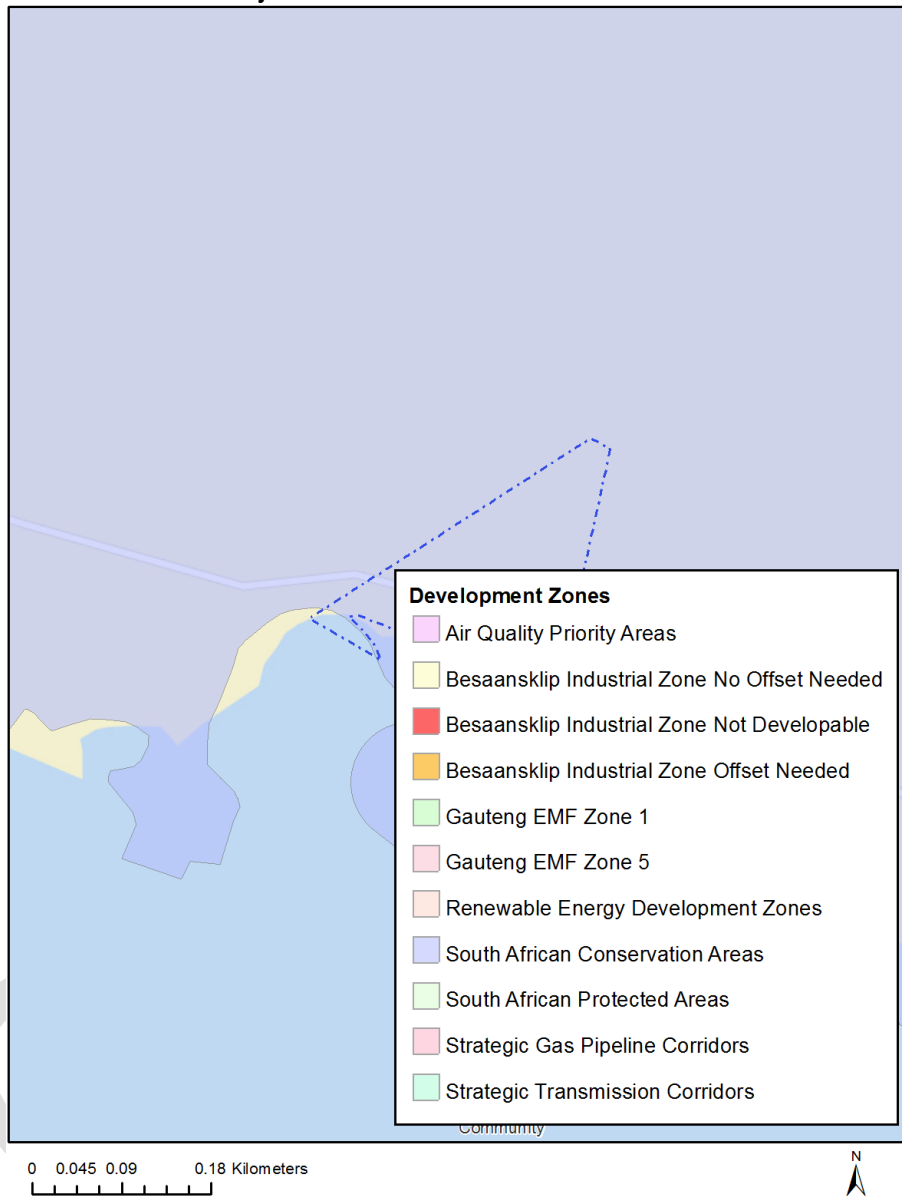 Development Zones
Air Quality Priority Areas
Besaansklip Industrial Zone No Offset Needed
Besaansklip Industrial Zone Not Developable
Besaansklip Industrial Zone Offset Needed
Gauteng EMF Zone 1
Gauteng EMF Zone 5
Renewable Energy Development Zones
South African Conservation Areas
South African Protected Areas
Strategic Gas Pipeline Corridors
Strategic Transmission Corridors
Community
0 0.045 0.09 0.18 Kilometers
N